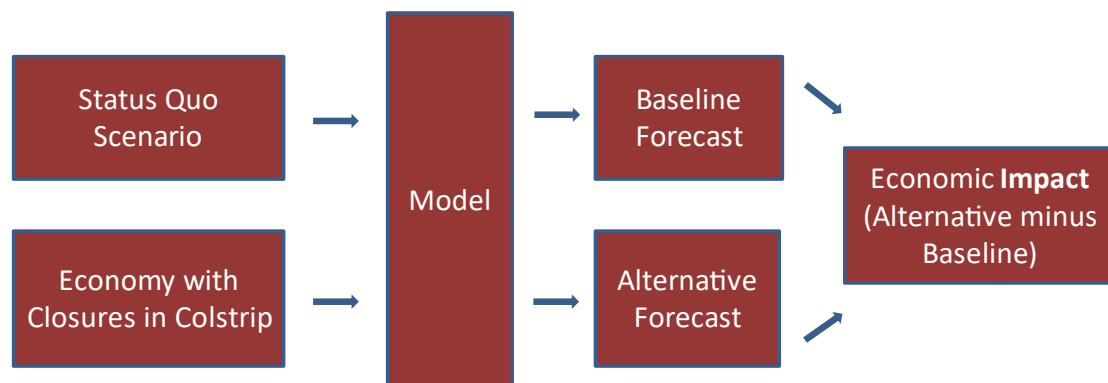 Status Quo
Scenario
Economy with
Closures in Colstrip
Model
Baseline
Forecast
Alternative
Forecast
Economic Impact
(Alternative minus
Baseline)